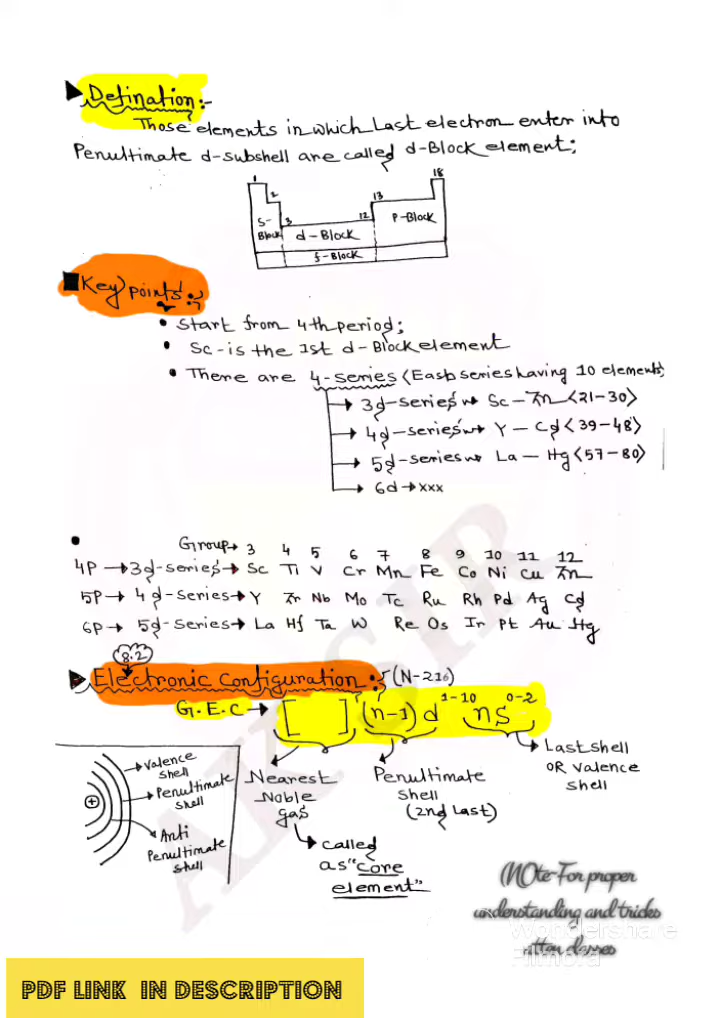 Defination:-
Those elements in which Last electron enter into
Penultimate d-subshell are called d-Block element;
1
18
2
13
3
12
S-
Block
d-Block
P-Block
f-Block
Key points:-
• Start from 4th period;
• Sc-is the 1st d-Block element
• There are 4-series (Each series having 10 elements)
3d-series Sc-Zn <21-30>
4d-series Y-Cd <39-48>
5d-series La-Hg <57-80>
6d→xxx
Group→ 3 4 5 6 7 8 9 10 11 12
4P→3d-series→ Sc Ti V Cr Mn Fe Co Ni Cu Zn
5P→ 4d-series→ Y Zr Nb Mo Tc Ru Rh Pd Ag Cd
6P→ 5d-series→ La Hf Ta W Re Os Ir Pt Au Hg
8.2
Electronic Configuration:- (N-216)
G.E.C→ [ ] (n-1)d1-10 ns0-2
Last shell
OR valence
shell
Valence
shell
Penultimate
shell
Anti
Penultimate
shell
Nearest
Noble
gas
Penultimate
shell
(2nd Last)
called
as "core
element"
AK SIR
(NOte-For proper
understanding and tricks
classes
Wondershare
Filmora
PDF LINK IN DESCRIPTION